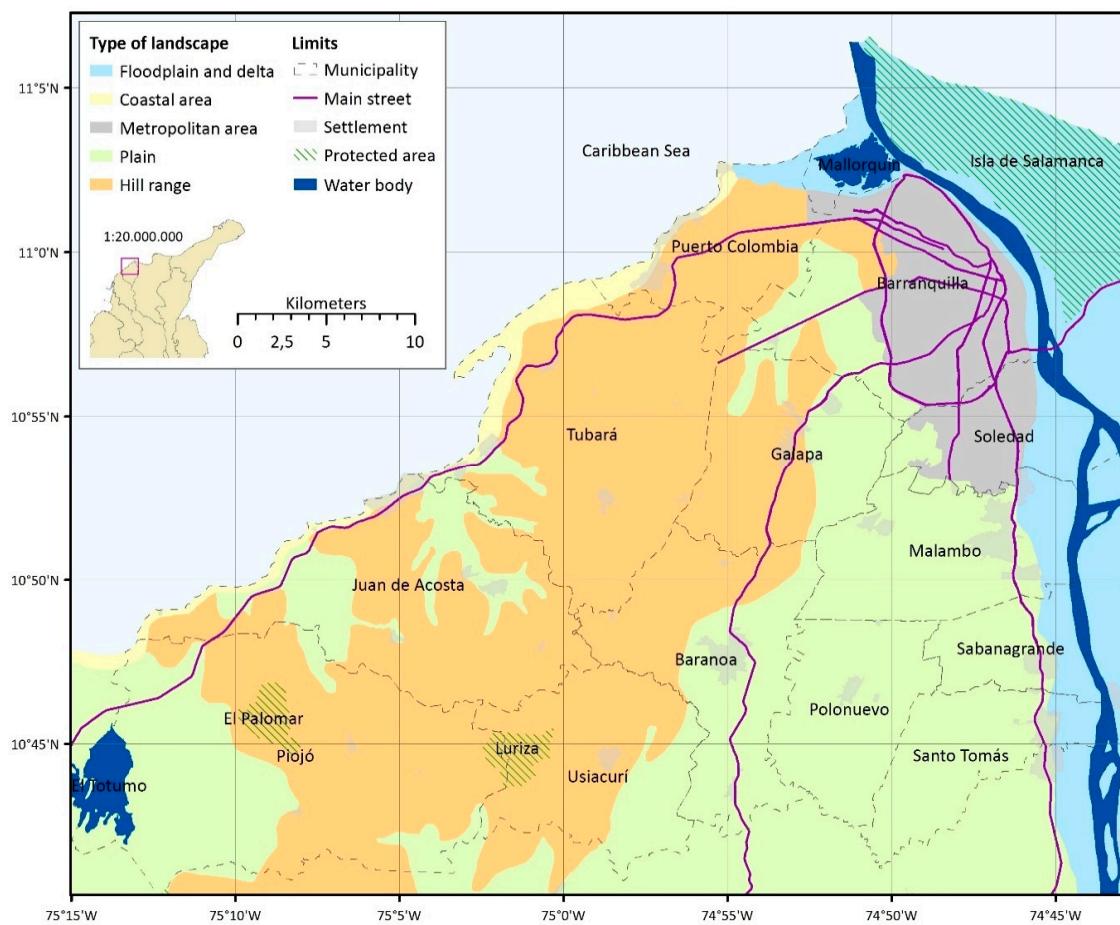 Type of landscape
Floodplain and delta
Coastal area
Metropolitan area
Plain
Hill range
Limits
Municipality
Main street
Settlement
Protected area
Water body
1:20.000.000
Kilometers
0 2,5 5 10
Caribbean Sea
Mallorquin
Isla de Salamanca
Puerto Colombia
Barranquilla
Tubará
Galapa
Soledad
Malambo
Juan de Acosta
Baranoa
Sabanagrande
Polonuevo
El Palomar
Piojó
Luriza
Usiacurí
Santo Tomás
El Totumo
11°5'N
11°0'N
10°55'N
10°50'N
10°45'N
75°15'W 75°10'W 75°5'W 75°0'W 74°55'W 74°50'W 74°45'W